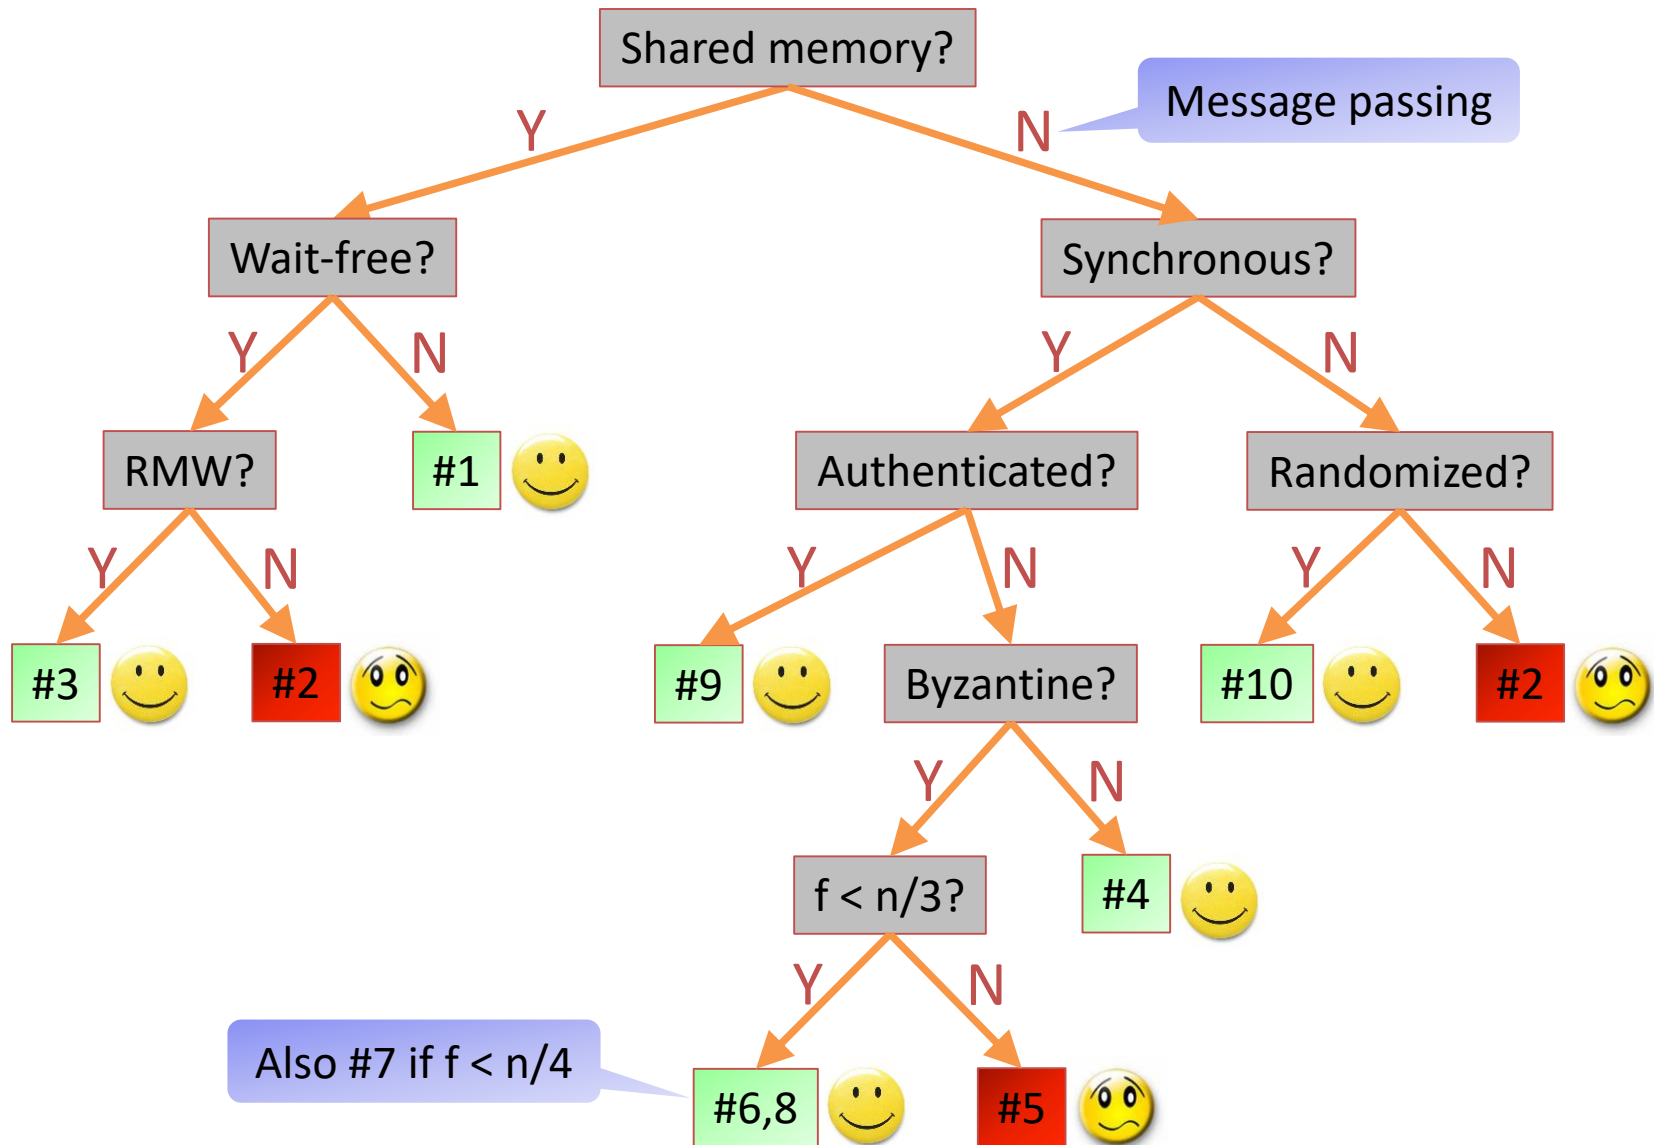 Shared memory?
Message passing
Y
N
Wait-free?
Synchronous?
Y
N
Y
N
RMW?
#1
Authenticated?
Randomized?
Y
N
Y
N
Y
N
#3
#2
#9
Byzantine?
#10
#2
Y
N
f < n/3?
#4
Y
N
Also #7 if f < n/4
#6,8
#5